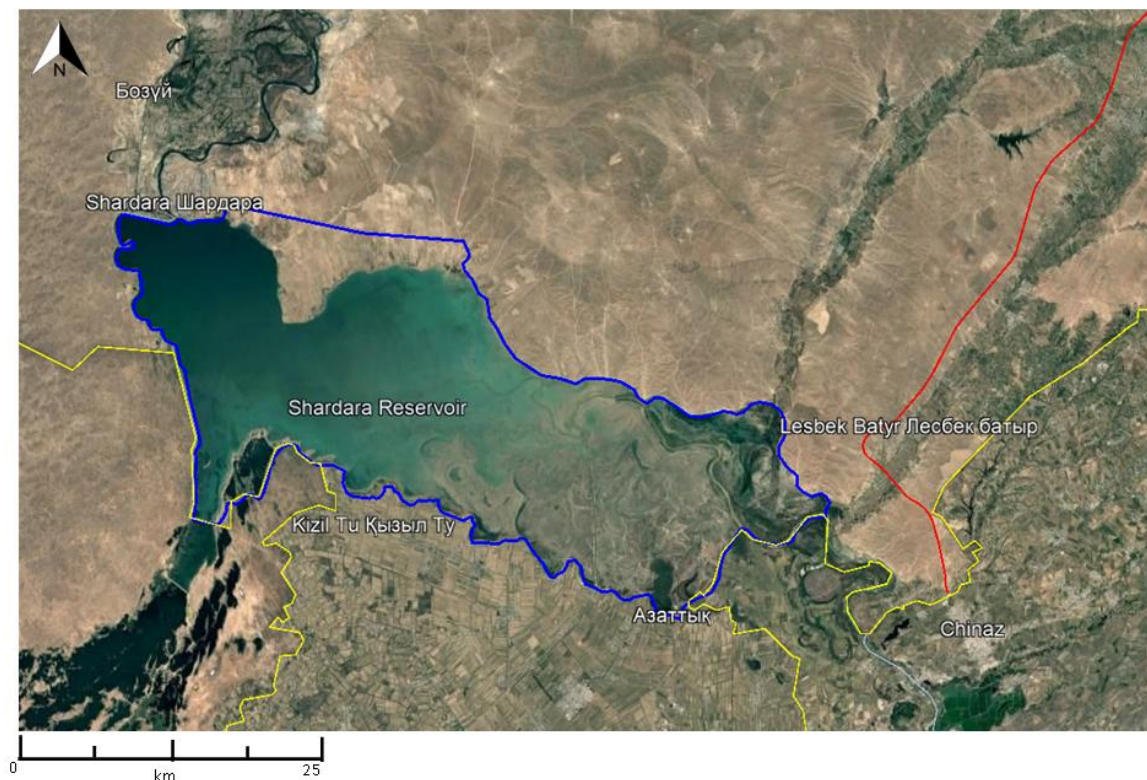 N
Бозүй
Shardara Шардара
Shardara Reservoir
Lesbek Batyr Лесбек батыр
Kizil Tu Қызыл Ту
Азаттық
Chinaz
0 25
km